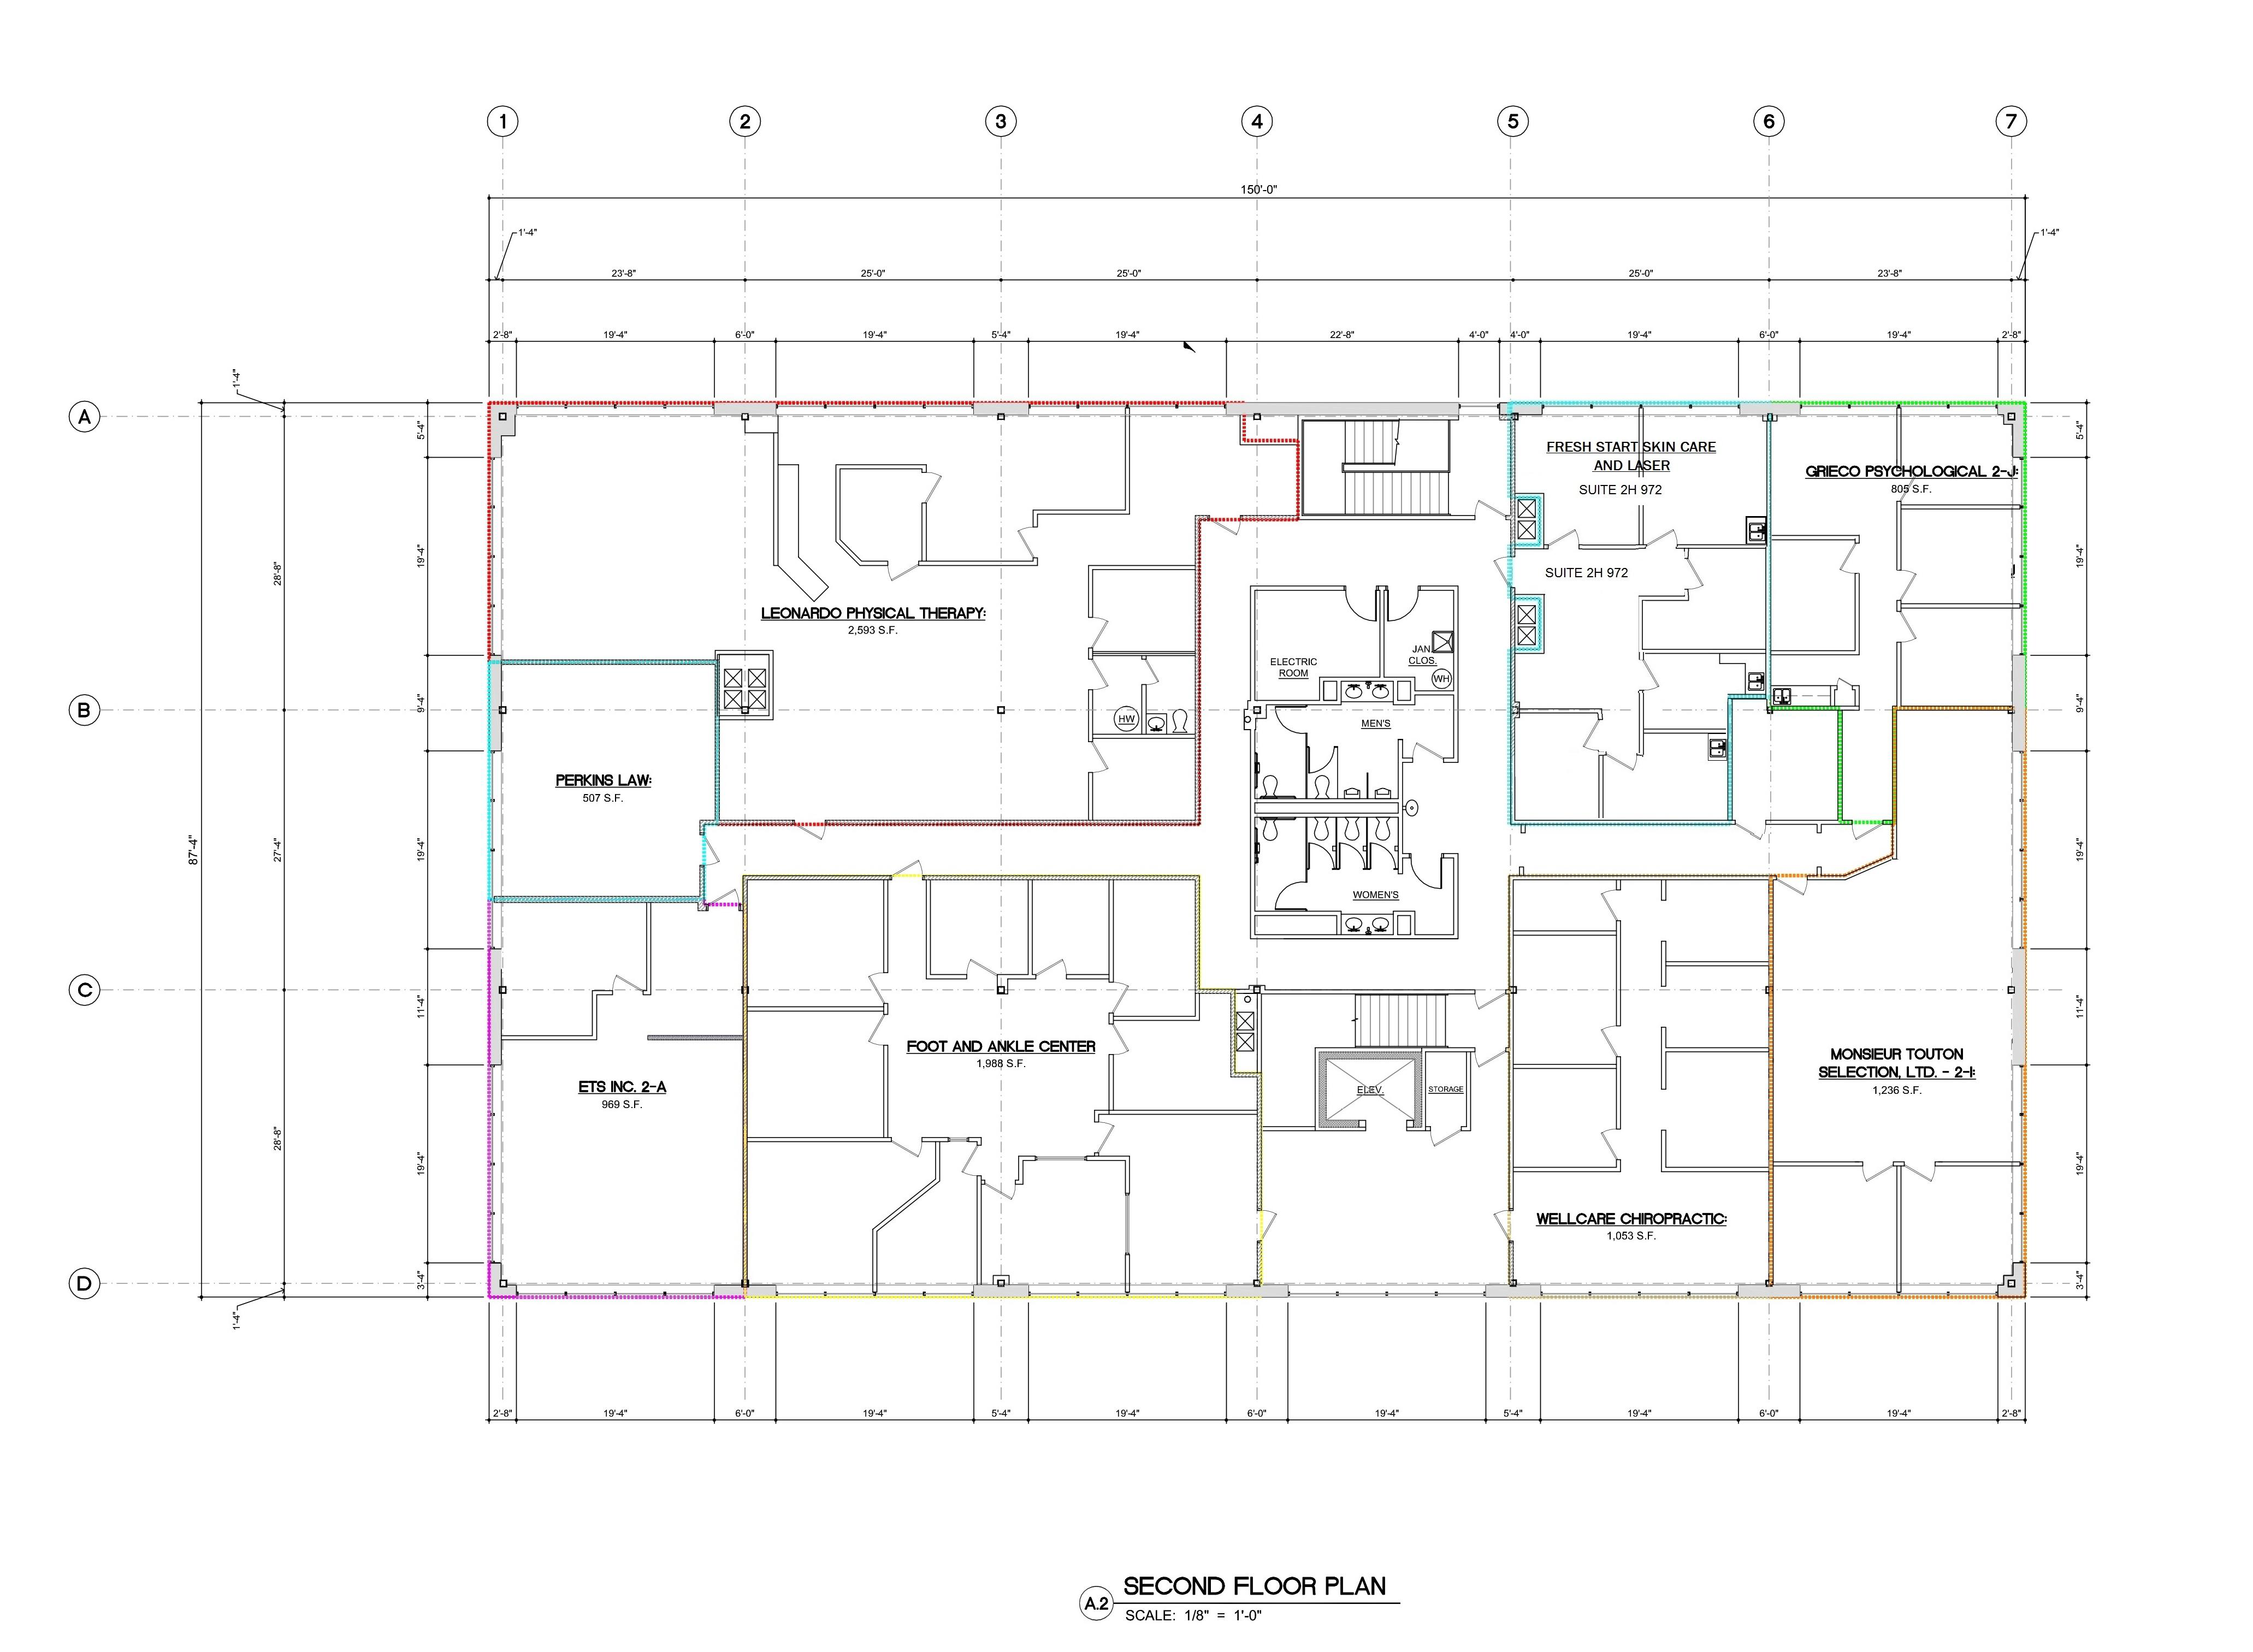 1 2 3 4 5 6 7
150'-0"
1'-4" 1'-4"
23'-8" 25'-0" 25'-0" 25'-0" 23'-8"
2'-8" 19'-4" 6'-0" 19'-4" 5'-4" 19'-4" 22'-8" 4'-0" 4'-0" 19'-4" 6'-0" 19'-4" 2'-8"
1'-4"
A
5'-4" 5'-4"
FRESH START SKIN CARE
AND LASER
SUITE 2H 972
GRIECO PSYCHOLOGICAL 2-J:
805 S.F.
19'-4" 19'-4"
28'-8"
SUITE 2H 972
J
LEONARDO PHYSICAL THERAPY:
2,593 S.F.
ELECTRIC
ROOM
JAN.
CLOS.
WH
B
9'-4" 9'-4"
HW
MEN'S
PERKINS LAW:
507 S.F.
87'-4"
27'-4"
19'-4" 19'-4"
WOMEN'S
C
11'-4" 11'-4"
FOOT AND ANKLE CENTER
1,988 S.F.
MONSIEUR TOUTON
SELECTION, LTD. - 2-I:
1,236 S.F.
ETS INC. 2-A
969 S.F.
ELEV.
STORAGE
28'-8"
19'-4" 19'-4"
WELLCARE CHIROPRACTIC:
1,053 S.F.
D
3'-4" 3'-4"
1'-4"
2'-8" 19'-4" 6'-0" 19'-4" 5'-4" 19'-4" 6'-0" 19'-4" 5'-4" 19'-4" 6'-0" 19'-4" 2'-8"
A.2
SECOND FLOOR PLAN
SCALE: 1/8" = 1'-0"